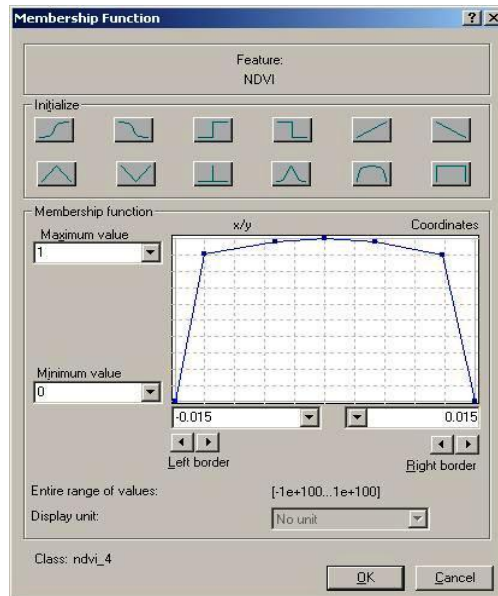 Membership Function
Feature:
NDVI
Initialize
Membership function
x/y
Coordinates
Maximum value
1
Minimum value
0
-0.015
0.015
Left border
Right border
Entire range of values:
[-1e+100...1e+100]
Display unit:
No unit
Class: ndvi_4
OK
Cancel